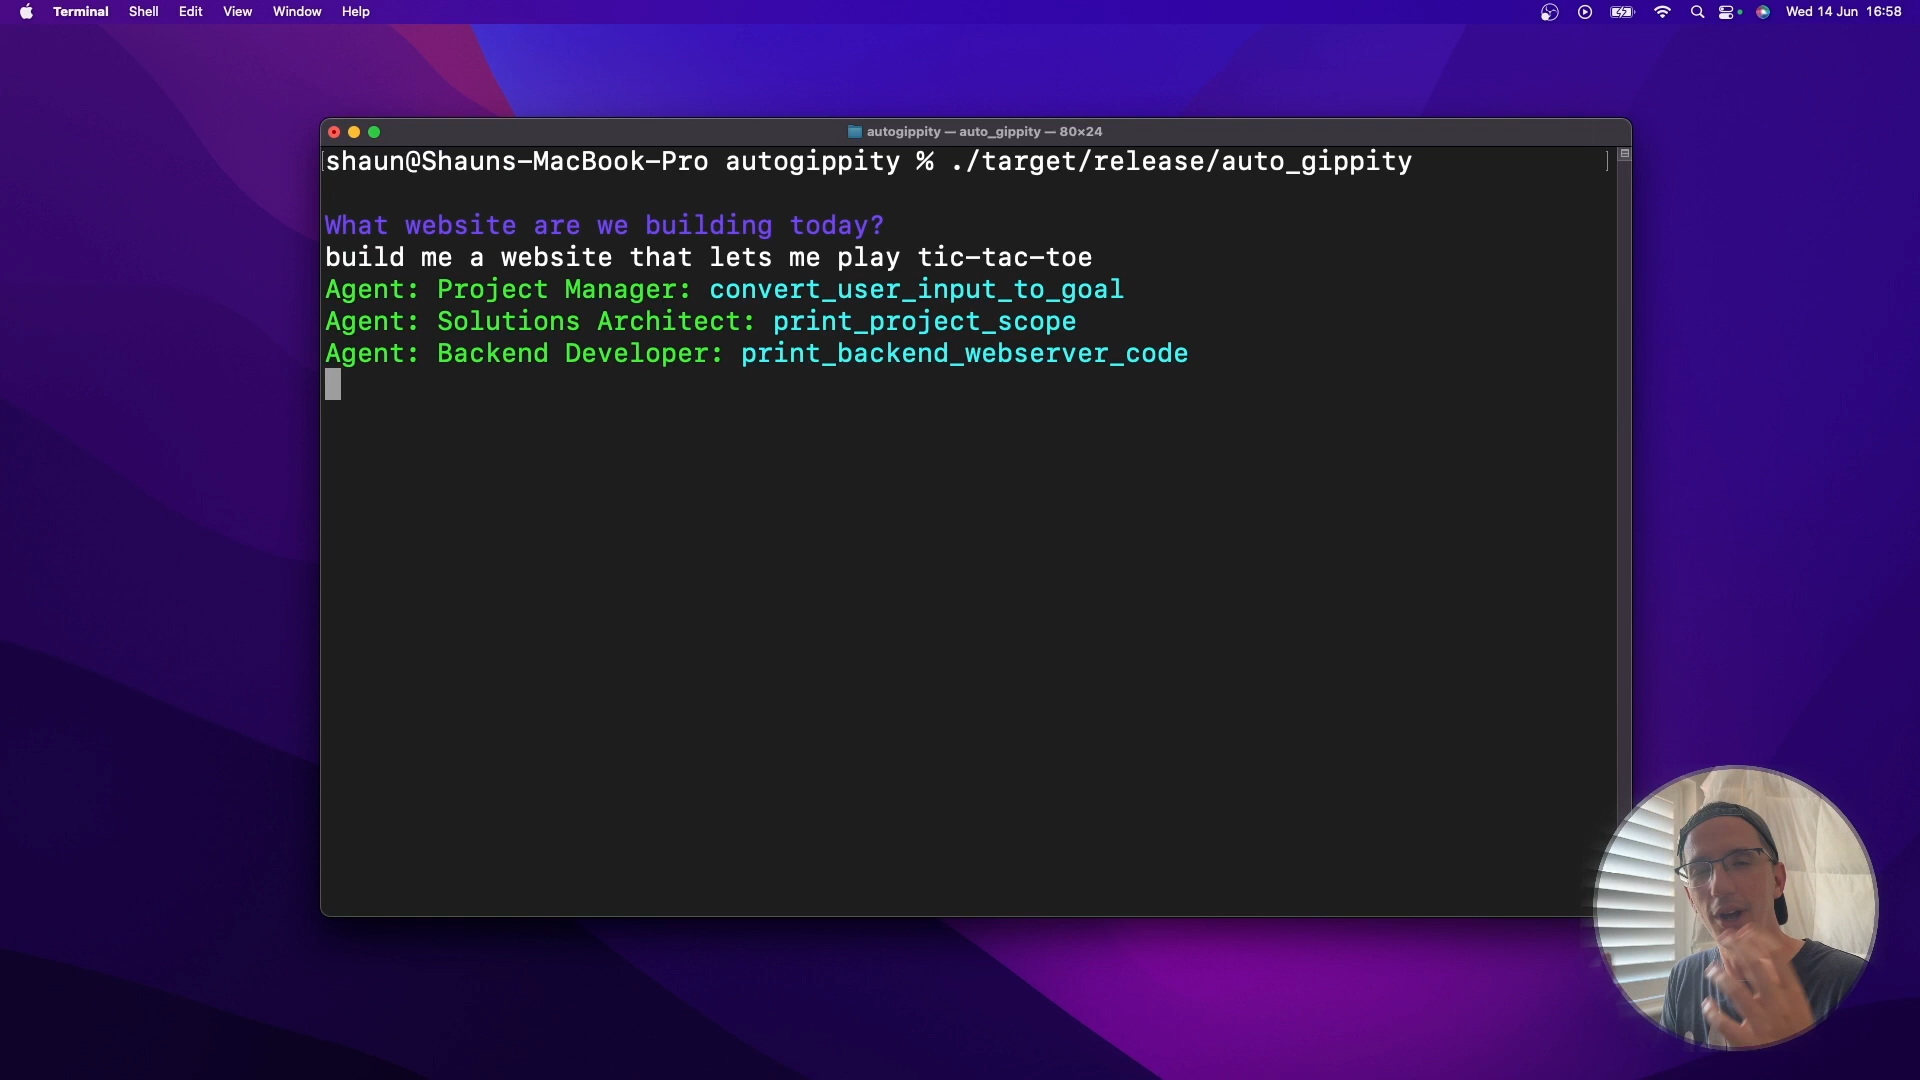 Terminal Shell Edit View Window Help Wed 14 Jun 16:58
autogippity — auto_gippity — 80×24
shaun@Shauns-MacBook-Pro autogippity % ./target/release/auto_gippity
What website are we building today?
build me a website that lets me play tic-tac-toe
Agent: Project Manager: convert_user_input_to_goal
Agent: Solutions Architect: print_project_scope
Agent: Backend Developer: print_backend_webserver_code